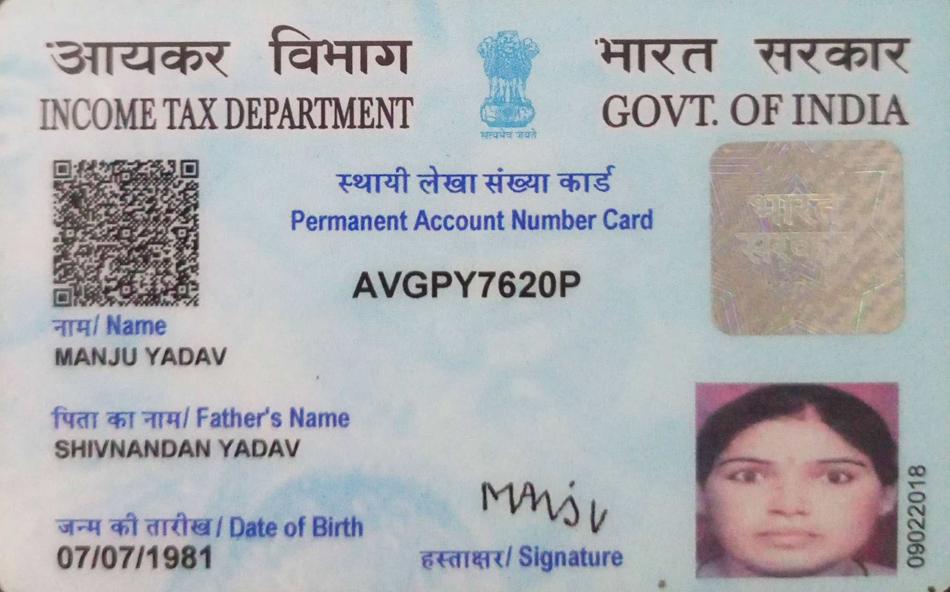 आयकर विभाग
INCOME TAX DEPARTMENT
सत्यमेव जयते
भारत सरकार
GOVT. OF INDIA
स्थायी लेखा संख्या कार्ड
Permanent Account Number Card
AVGPY7620P
भारत
सरकार
नाम/ Name
MANJU YADAV
पिता का नाम/ Father's Name
SHIVNANDAN YADAV
जन्म की तारीख/ Date of Birth
07/07/1981
Manju
हस्ताक्षर/ Signature
09022018